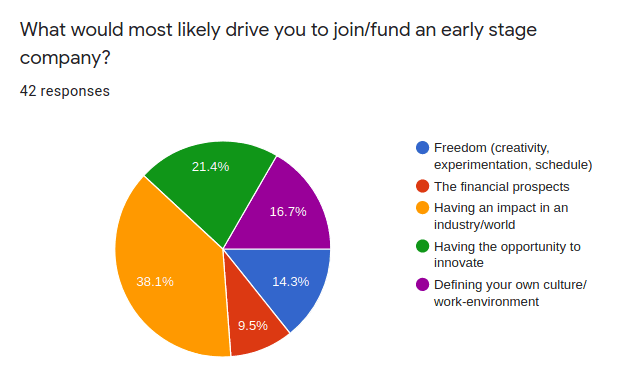 What would most likely drive you to join/fund an early stage
company?
42 responses
21.4%
16.7%
38.1%
14.3%
9.5%
Freedom (creativity,
experimentation, schedule)
The financial prospects
Having an impact in an
industry/world
Having the opportunity to
innovate
Defining your own culture/
work-environment